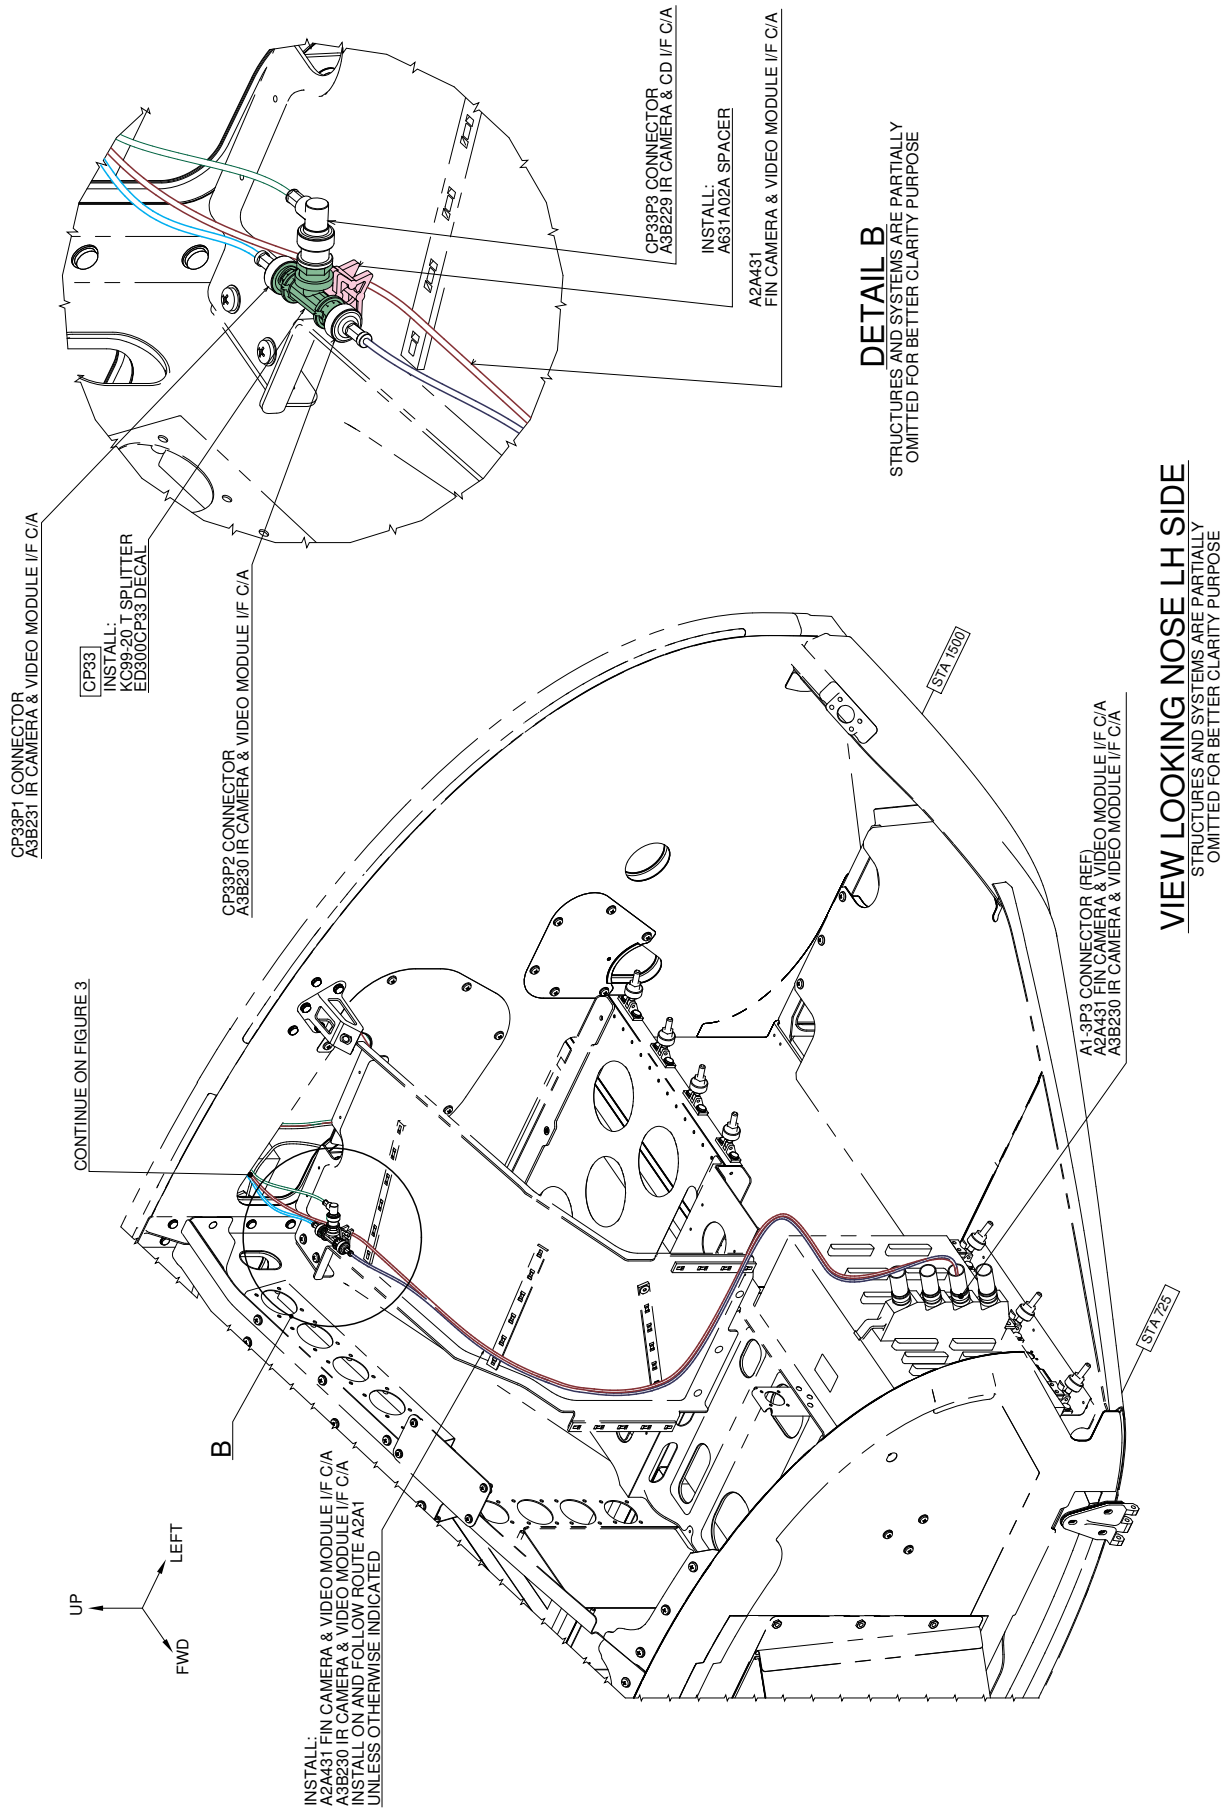 UP
LEFT
FWD
INSTALL:
A2A431 FIN CAMERA & VIDEO MODULE I/F C/A
A3B230 IR CAMERA & VIDEO MODULE I/F C/A
INSTALL ON AND FOLLOW ROUTE A2A1
UNLESS OTHERWISE INDICATED
B
CONTINUE ON FIGURE 3
CP33P1 CONNECTOR
A3B231 IR CAMERA & VIDEO MODULE I/F C/A
CP33
INSTALL:
KC99-20 T SPLITTER
ED300CP33 DECAL
CP33P2 CONNECTOR
A3B230 IR CAMERA & VIDEO MODULE I/F C/A
CP33P3 CONNECTOR
A3B229 IR CAMERA & CD I/F C/A
INSTALL:
A631A02A SPACER
A2A431
FIN CAMERA & VIDEO MODULE I/F C/A
DETAIL B
STRUCTURES AND SYSTEMS ARE PARTIALLY
OMITTED FOR BETTER CLARITY PURPOSE
STA 1500
STA 725
A1-3P3 CONNECTOR (REF)
A2A431 FIN CAMERA & VIDEO MODULE I/F C/A
A3B230 IR CAMERA & VIDEO MODULE I/F C/A
VIEW LOOKING NOSE LH SIDE
STRUCTURES AND SYSTEMS ARE PARTIALLY
OMITTED FOR BETTER CLARITY PURPOSE